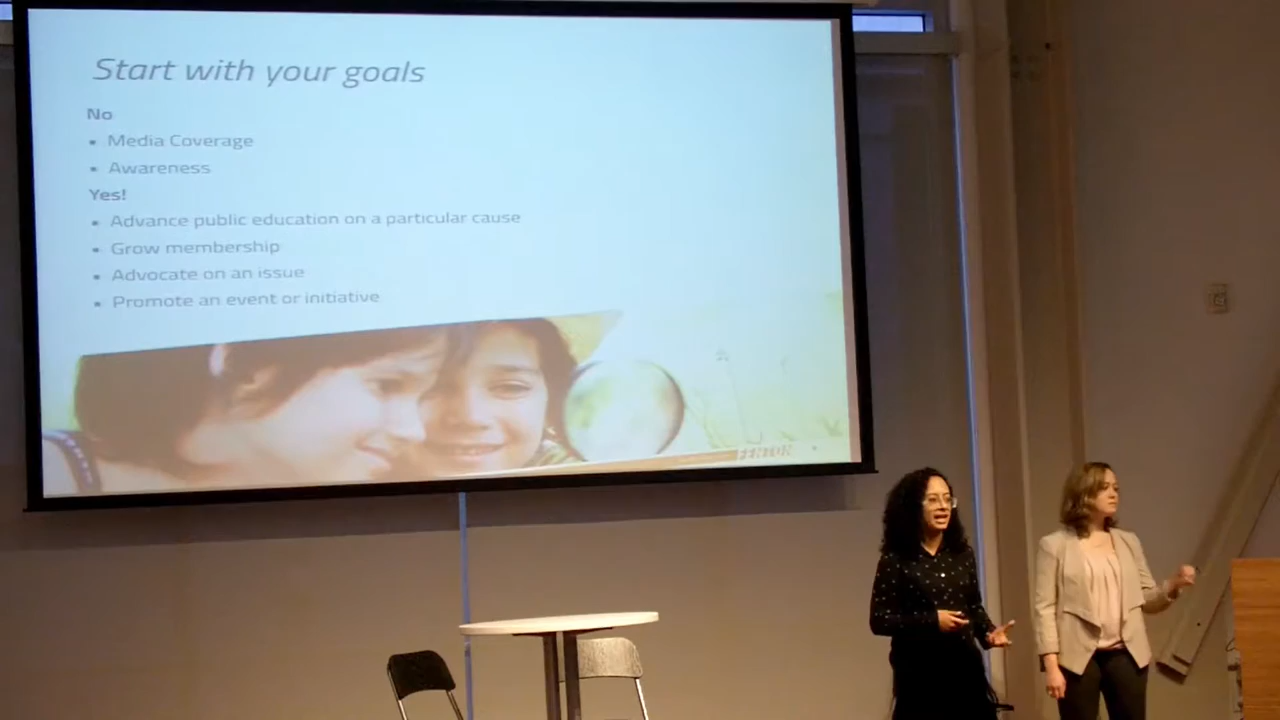 Start with your goals
No
▪ Media Coverage
▪ Awareness
Yes!
▪ Advance public education on a particular cause
▪ Grow membership
▪ Advocate on an issue
▪ Promote an event or initiative
FENTON